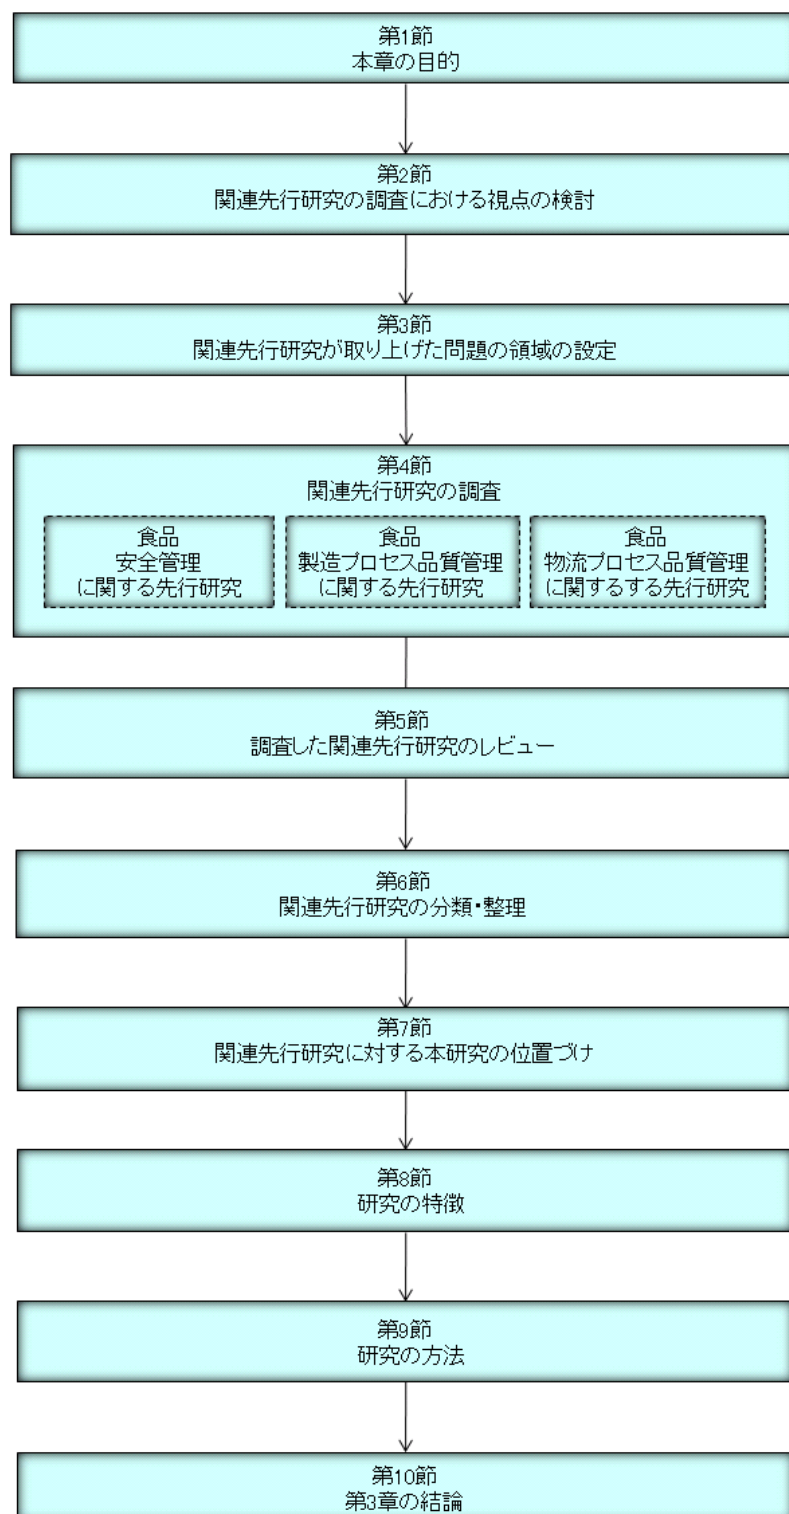 第1節
本章の目的
第2節
関連先行研究の調査における視点の検討
第3節
関連先行研究が取り上げた問題の領域の設定
第4節
関連先行研究の調査
食品
安全管理
に関する先行研究
食品
製造プロセス品質管理
に関する先行研究
食品
物流プロセス品質管理
に関するする先行研究
第5節
調査した関連先行研究のレビュー
第6節
関連先行研究の分類・整理
第7節
関連先行研究に対する本研究の位置づけ
第8節
研究の特徴
第9節
研究の方法
第10節
第3章の結論